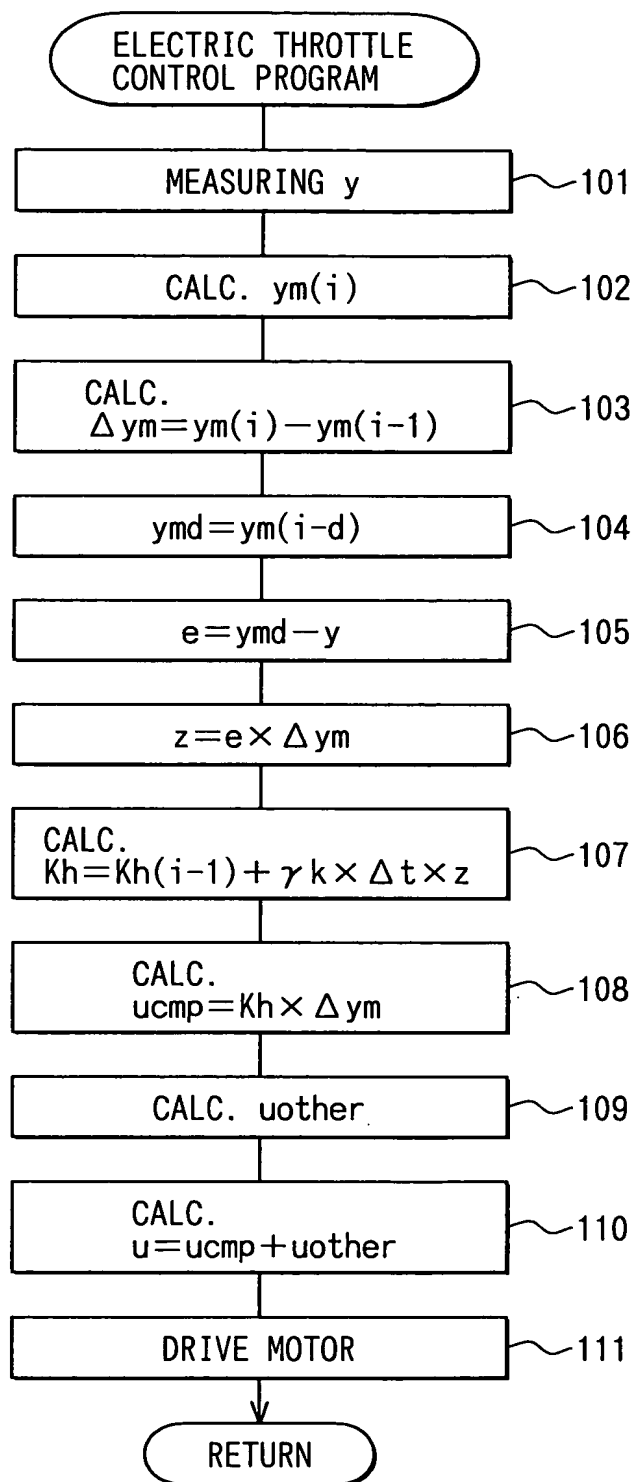 ELECTRIC THROTTLE
CONTROL PROGRAM
MEASURING y
101
CALC. ym(i)
102
CALC.
Δym=ym(i)−ym(i-1)
103
ymd=ym(i-d)
104
e=ymd−y
105
z=e×Δym
106
CALC.
Kh=Kh(i-1)+γk×Δt×z
107
CALC.
ucmp=Kh×Δym
108
CALC. uother
109
CALC.
u=ucmp+uother
110
DRIVE MOTOR
111
RETURN